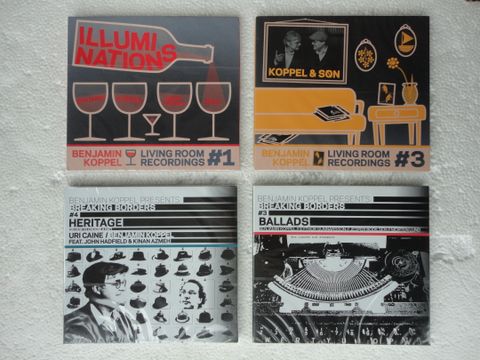 ILLUMI
NATIONS
BENJAMIN
KOPPEL
LIVING ROOM
RECORDINGS
#1
KOPPEL & SØN
BENJAMIN
KOPPEL
LIVING ROOM
RECORDINGS
#3
BENJAMIN KOPPEL PRESENTS
BREAKING BORDERS
#4
HERITAGE
URI CAINE / BENJAMIN KOPPEL
FEAT. JOHN HADFIELD & KINAN AZMEH
BENJAMIN KOPPEL PRESENTS
BREAKING BORDERS
#3
BALLADS